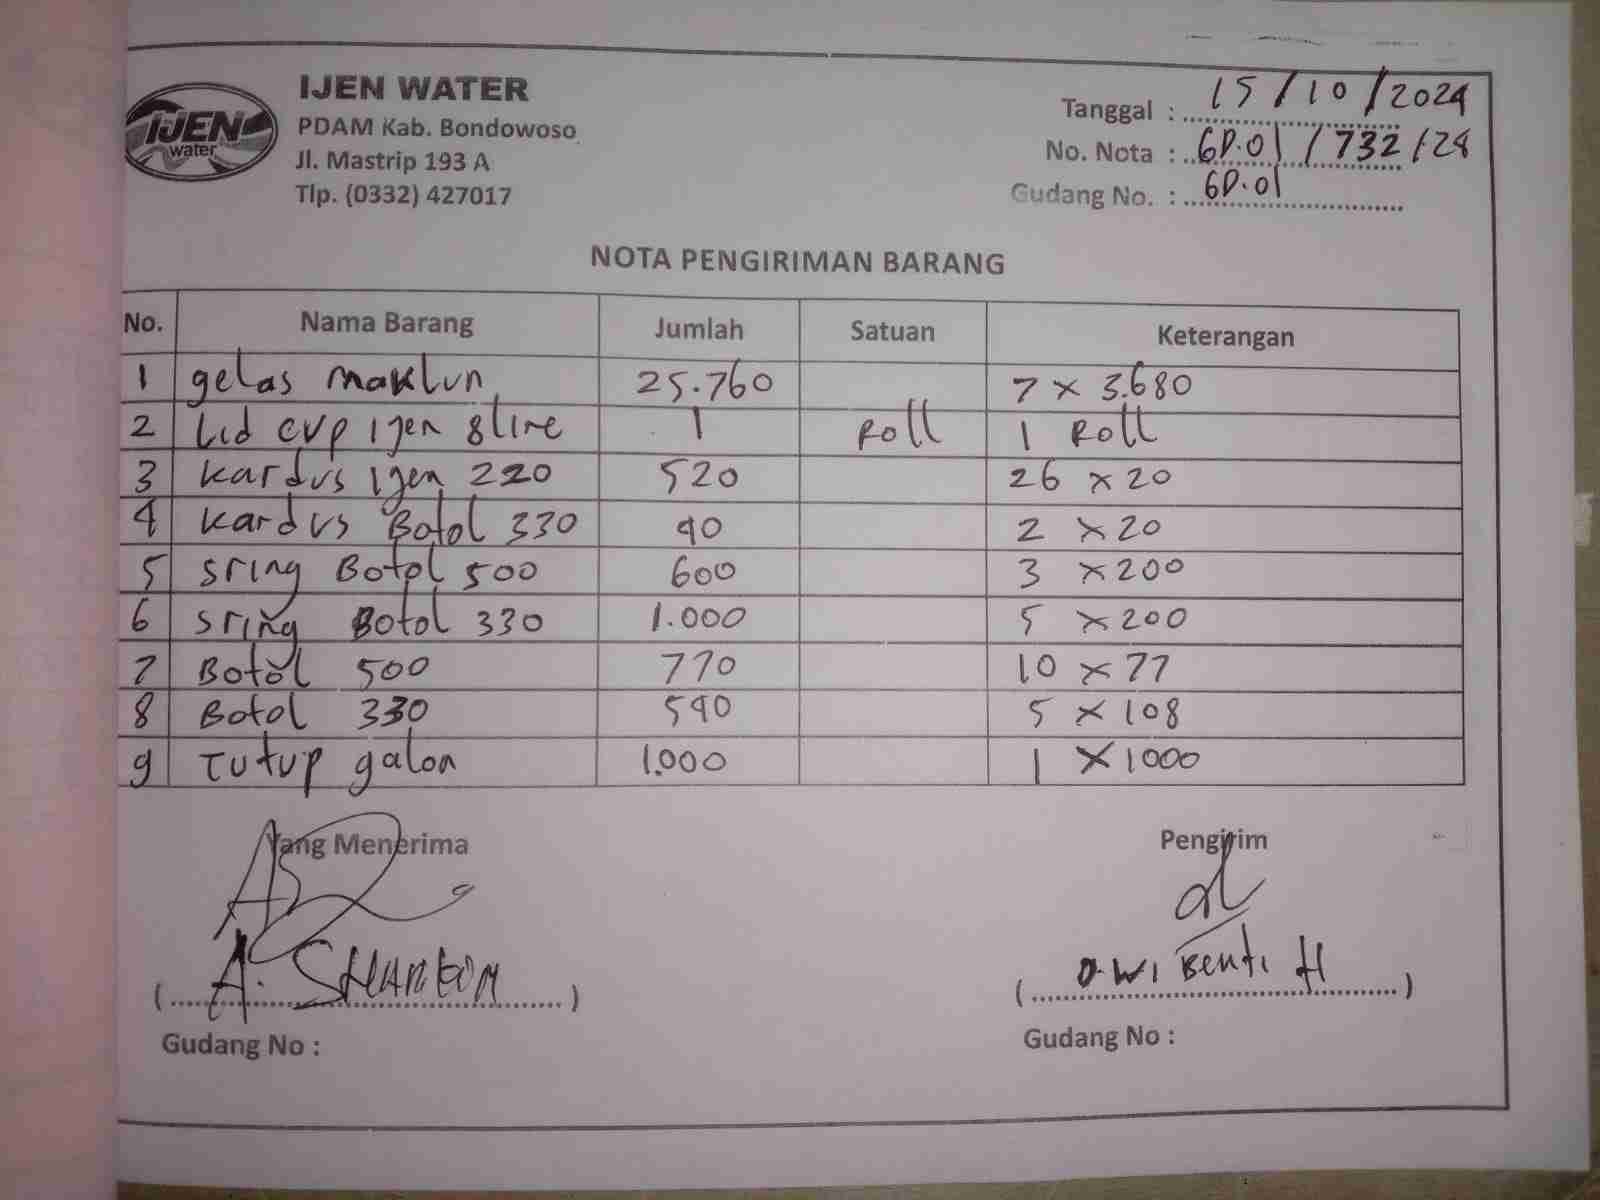 IJEN WATER
PDAM Kab. Bondowoso
Jl. Mastrip 193 A
Tlp. (0332) 427017
IJEN
water
Tanggal : 15/10/2024
No. Nota : GD.01/732/28
Gudang No. : GD.01
NOTA PENGIRIMAN BARANG
No. Nama Barang Jumlah Satuan Keterangan
1 gelas maklun 25.760 7 x 3.680
2 Lid cup ijen 8line 1 Roll 1 Roll
3 kardus ijen 220 520 26 x 20
4 kardus Botol 330 40 2 x 20
5 sring Botol 500 600 3 x 200
6 sring Botol 330 1.000 5 x 200
7 Botol 500 770 10 x 77
8 Botol 330 540 5 x 108
9 Tutup galon 1.000 1 x 1000
Yang Menerima Pengirim
(A.) (Dwi H)
Gudang No : Gudang No :